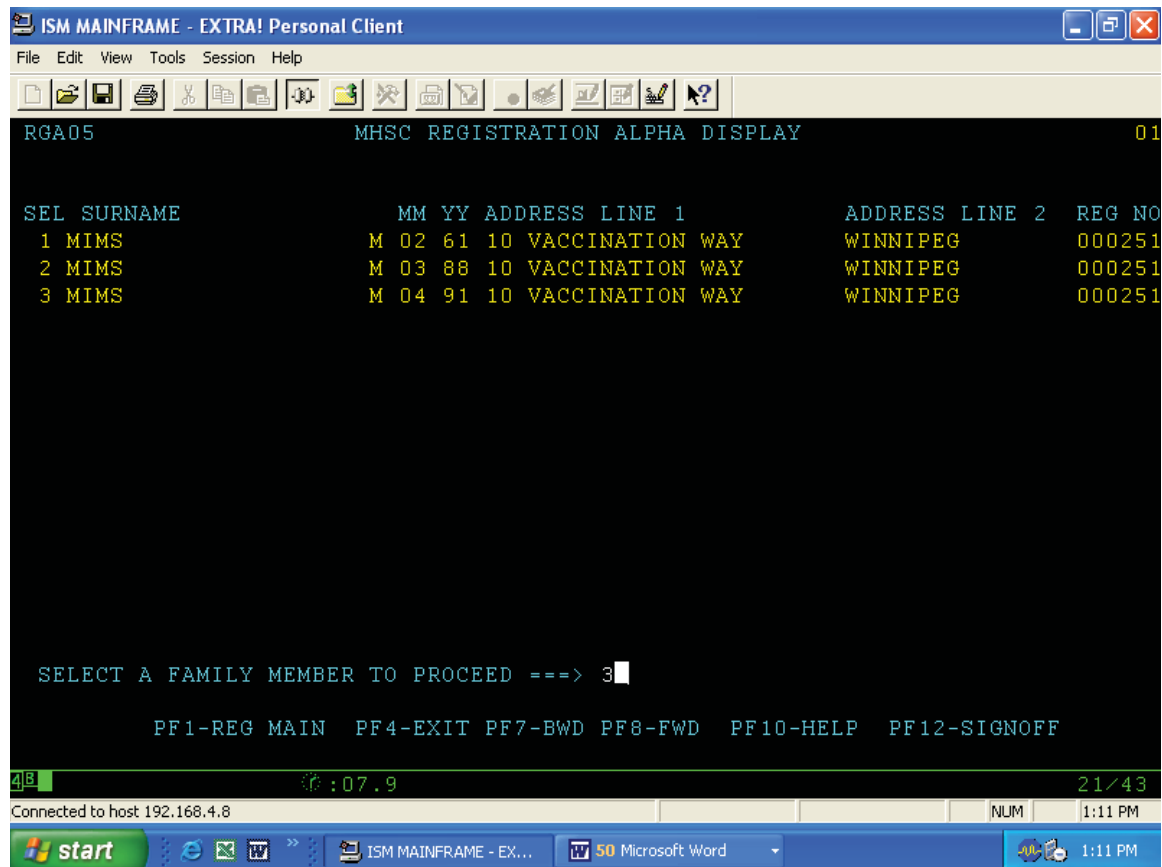 ISM MAINFRAME - EXTRA! Personal Client
File Edit View Tools Session Help
RGA05 MHSC REGISTRATION ALPHA DISPLAY 01
SEL SURNAME MM YY ADDRESS LINE 1 ADDRESS LINE 2 REG NO
1 MIMS M 02 61 10 VACCINATION WAY WINNIPEG 000251
2 MIMS M 03 88 10 VACCINATION WAY WINNIPEG 000251
3 MIMS M 04 91 10 VACCINATION WAY WINNIPEG 000251
SELECT A FAMILY MEMBER TO PROCEED ===> 3
PF1-REG MAIN PF4-EXIT PF7-BWD PF8-FWD PF10-HELP PF12-SIGNOFF
4B :07.9 21/43
Connected to host 192.168.4.8 NUM 1:11 PM
start » ISM MAINFRAME - EX... 50 Microsoft Word 1:11 PM